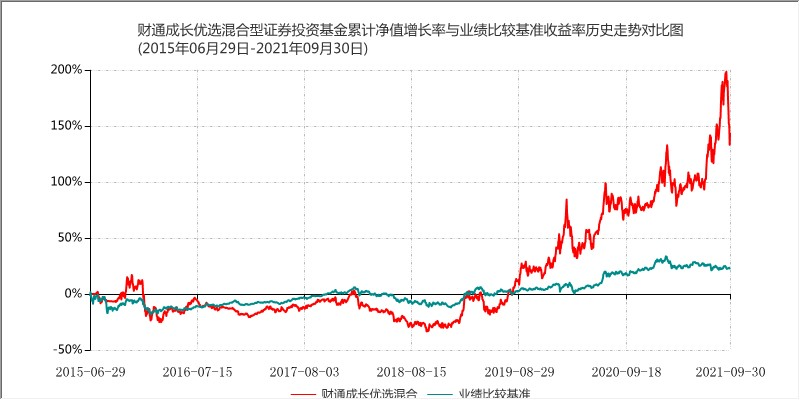 财通成长优选混合型证券投资基金累计净值增长率与业绩比较基准收益率历史走势对比图
(2015年06月29日-2021年09月30日)
200%
150%
100%
50%
0%
-50%
2015-06-29 2016-07-15 2017-08-03 2018-08-15 2019-08-29 2020-09-18 2021-09-30
财通成长优选混合 业绩比较基准